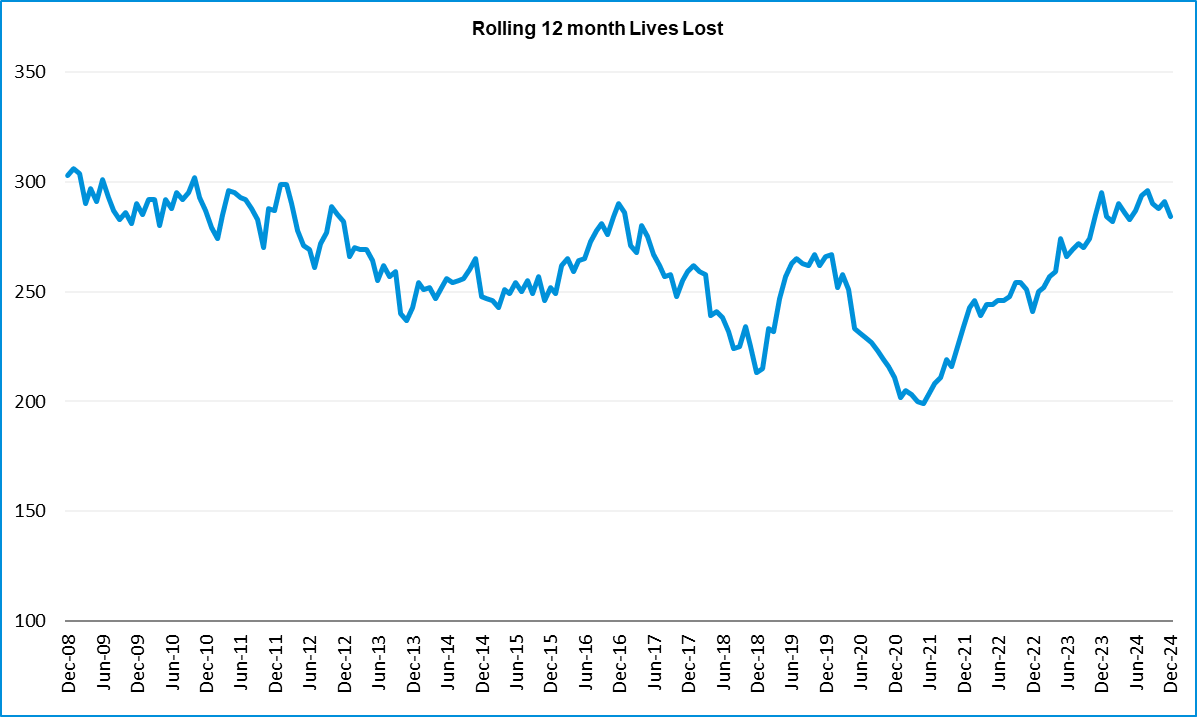 Rolling 12 month Lives Lost
350
300
250
200
150
100
Dec-08
Jun-09
Dec-09
Jun-10
Dec-10
Jun-11
Dec-11
Jun-12
Dec-12
Jun-13
Dec-13
Jun-14
Dec-14
Jun-15
Dec-15
Jun-16
Dec-16
Jun-17
Dec-17
Jun-18
Dec-18
Jun-19
Dec-19
Jun-20
Dec-20
Jun-21
Dec-21
Jun-22
Dec-22
Jun-23
Dec-23
Jun-24
Dec-24